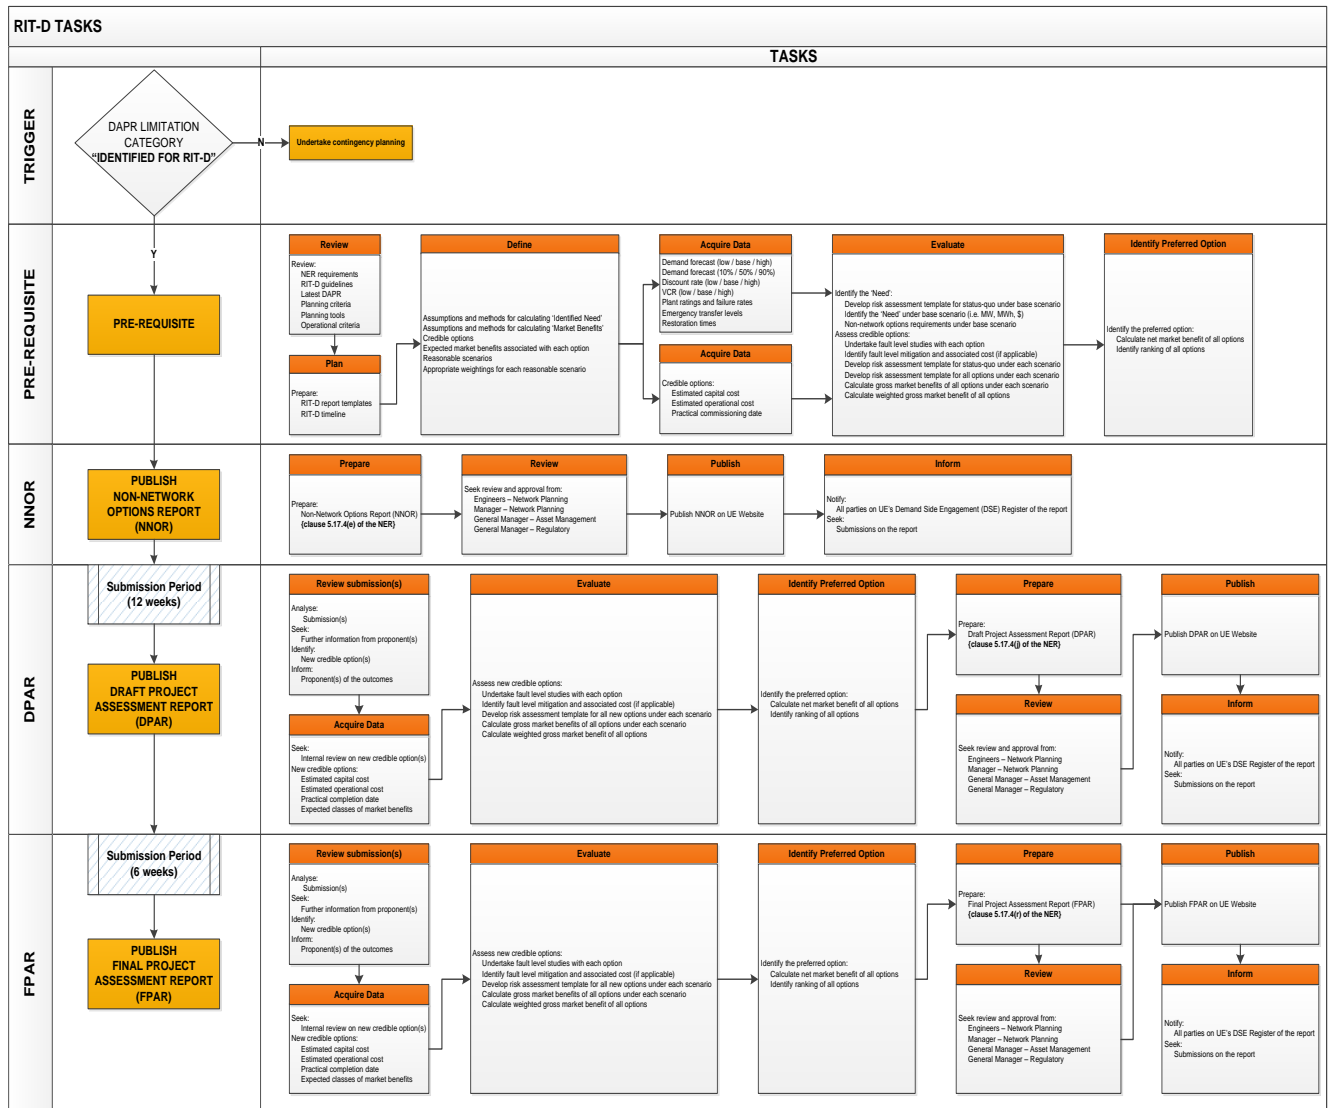 RIT-D TASKS
TASKS
TRIGGER
DAPR LIMITATION
CATEGORY
“IDENTIFIED FOR RIT-D”
N
Undertake contingency planning
Y
PRE-REQUISITE
PRE-REQUISITE
Review
Review:
NER requirements
RIT-D guidelines
Latest DAPR
Planning criteria
Planning tools
Operational criteria
Plan
Prepare:
RIT-D report templates
RIT-D timeline
Define
Assumptions and methods for calculating ‘Identified Need’
Assumptions and methods for calculating ‘Market Benefits’
Credible options
Expected market benefits associated with each option
Reasonable scenarios
Appropriate weightings for each reasonable scenario
Acquire Data
Demand forecast (low / base / high)
Demand forecast (10% / 50% / 90%)
Discount rate (low / base / high)
VCR (low / base / high)
Plant ratings and failure rates
Emergency transfer levels
Restoration times
Acquire Data
Credible options:
Estimated capital cost
Estimated operational cost
Practical commissioning date
Evaluate
Identify the ‘Need’:
Develop risk assessment template for status-quo under base scenario
Identify the ‘Need’ under base scenario (i.e. MW, MWh, $)
Non-network options requirements under base scenario
Assess credible options:
Undertake fault level studies with each option
Identify fault level mitigation and associated cost (if applicable)
Develop risk assessment template for status-quo under each scenario
Develop risk assessment template for all options under each scenario
Calculate gross market benefits of all options under each scenario
Calculate weighted gross market benefit of all options
Identify Preferred Option
Identify the preferred option:
Calculate net market benefit of all options
Identify ranking of all options
NNOR
PUBLISH
NON-NETWORK
OPTIONS REPORT
(NNOR)
Prepare
Prepare:
Non-Network Options Report (NNOR)
{clause 5.17.4(e) of the NER}
Review
Seek review and approval from:
Engineers – Network Planning
Manager – Network Planning
General Manager – Asset Management
General Manager – Regulatory
Publish
Publish NNOR on UE Website
Inform
Notify:
All parties on UE’s Demand Side Engagement (DSE) Register of the report
Seek:
Submissions on the report
DPAR
Submission Period
(12 weeks)
PUBLISH
DRAFT PROJECT
ASSESSMENT REPORT
(DPAR)
Review submission(s)
Analyse:
Submission(s)
Seek:
Further information from proponent(s)
Identify:
New credible option(s)
Inform:
Proponent(s) of the outcomes
Acquire Data
Seek:
Internal review on new credible option(s)
New credible options:
Estimated capital cost
Estimated operational cost
Practical completion date
Expected classes of market benefits
Evaluate
Assess new credible options:
Undertake fault level studies with each option
Identify fault level mitigation and associated cost (if applicable)
Develop risk assessment template for all new options under each scenario
Calculate gross market benefits of all options under each scenario
Calculate weighted gross market benefit of all options
Identify Preferred Option
Identify the preferred option:
Calculate net market benefit of all options
Identify ranking of all options
Prepare
Prepare:
Draft Project Assessment Report (DPAR)
{clause 5.17.4(j) of the NER}
Review
Seek review and approval from:
Engineers – Network Planning
Manager – Network Planning
General Manager – Asset Management
General Manager – Regulatory
Publish
Publish DPAR on UE Website
Inform
Notify:
All parties on UE’s DSE Register of the report
Seek:
Submissions on the report
FPAR
Submission Period
(6 weeks)
PUBLISH
FINAL PROJECT
ASSESSMENT REPORT
(FPAR)
Review submission(s)
Analyse:
Submission(s)
Seek:
Further information from proponent(s)
Identify:
New credible option(s)
Inform:
Proponent(s) of the outcomes
Acquire Data
Seek:
Internal review on new credible option(s)
New credible options:
Estimated capital cost
Estimated operational cost
Practical completion date
Expected classes of market benefits
Evaluate
Assess new credible options:
Undertake fault level studies with each option
Identify fault level mitigation and associated cost (if applicable)
Develop risk assessment template for all new options under each scenario
Calculate gross market benefits of all options under each scenario
Calculate weighted gross market benefit of all options
Identify Preferred Option
Identify the preferred option:
Calculate net market benefit of all options
Identify ranking of all options
Prepare
Prepare:
Final Project Assessment Report (FPAR)
{clause 5.17.4(r) of the NER}
Review
Seek review and approval from:
Engineers – Network Planning
Manager – Network Planning
General Manager – Asset Management
General Manager – Regulatory
Publish
Publish FPAR on UE Website
Inform
Notify:
All parties on UE’s DSE Register of the report
Seek:
Submissions on the report